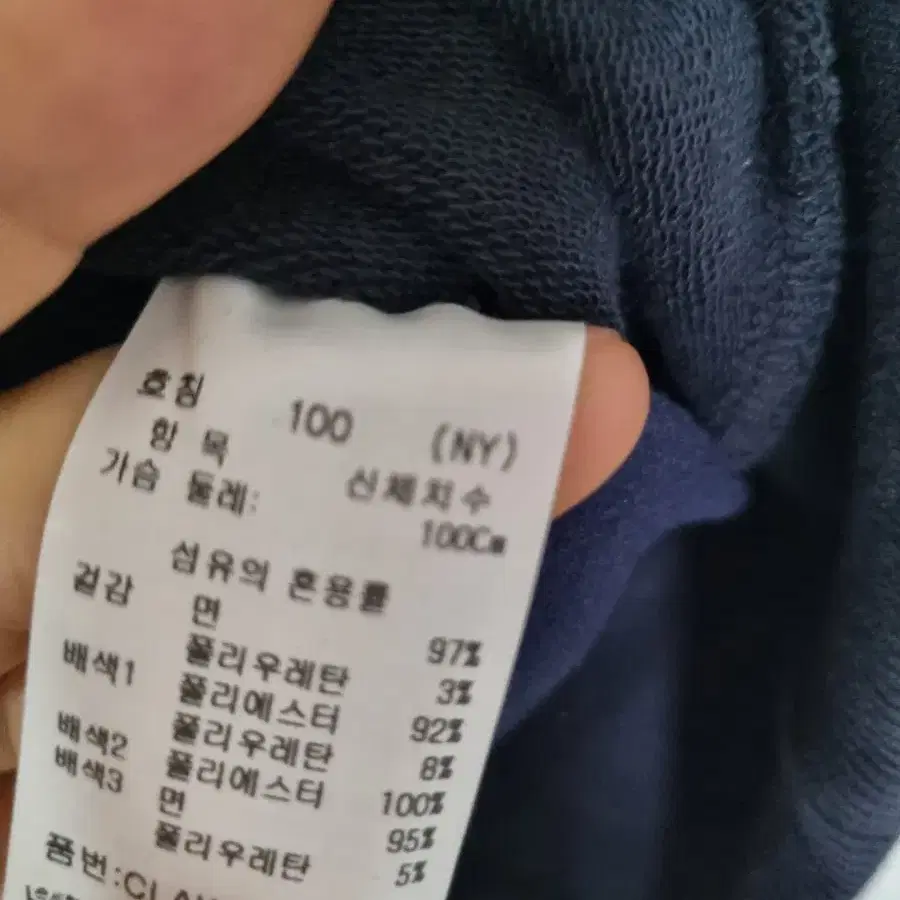 호칭 100 (NY)
항 목 신체치수
가슴 둘레: 100Cm
섬유의 혼용률
겉감 면 97%
폴리우레탄 3%
배색1 폴리에스터 92%
폴리우레탄 8%
배색2 폴리에스터 100%
배색3 면 95%
폴리우레탄 5%
품번:CL